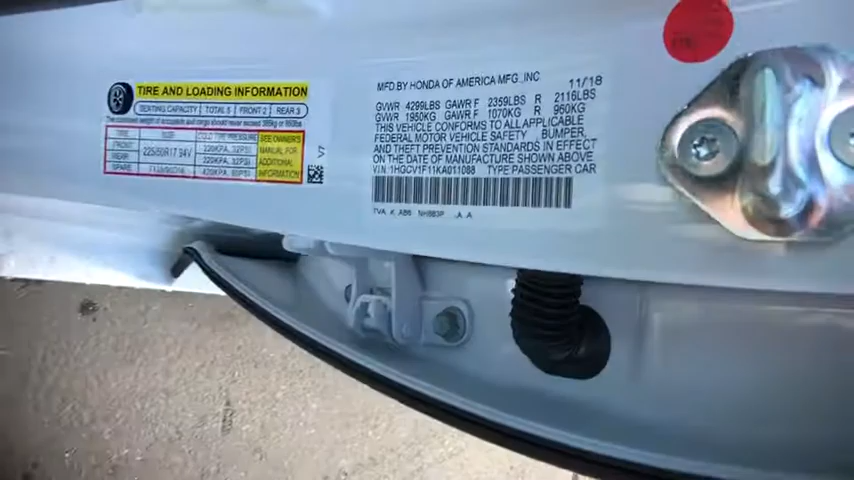 TIRE AND LOADING INFORMATION
SEATING CAPACITY TOTAL 5 FRONT 2 REAR 3
TIRE SIZE COLD TIRE PRESSURE
FRONT 225/50R17 94V 220KPA, 32PSI
REAR 220KPA, 32PSI
SPARE 420KPA, 60PSI
SEE OWNER'S
MANUAL FOR
ADDITIONAL
INFORMATION
MFD BY HONDA OF AMERICA MFG., INC 11/18
GVWR 4299LBS GAWR F 2359LBS R 2116LBS
GVWR 1950KG GAWR F 1070KG R 960KG
THIS VEHICLE CONFORMS TO ALL APPLICABLE
FEDERAL MOTOR VEHICLE SAFETY, BUMPER,
AND THEFT PREVENTION STANDARDS IN EFFECT
ON THE DATE OF MANUFACTURE SHOWN ABOVE
V.I.N: 1HGCV1F11KA011088 TYPE:PASSENGER CAR
TVA K AB6 NH883P